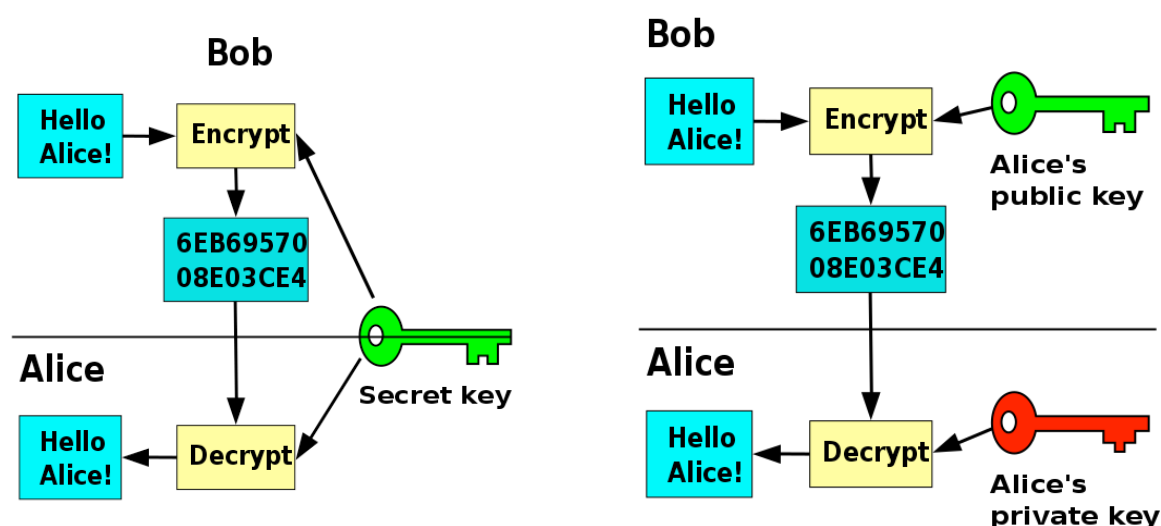 Bob
Hello
Alice!
Encrypt
6EB69570
08E03CE4
Alice
Secret key
Hello
Alice!
Decrypt
Bob
Hello
Alice!
Encrypt
Alice's
public key
6EB69570
08E03CE4
Alice
Hello
Alice!
Decrypt
Alice's
private key